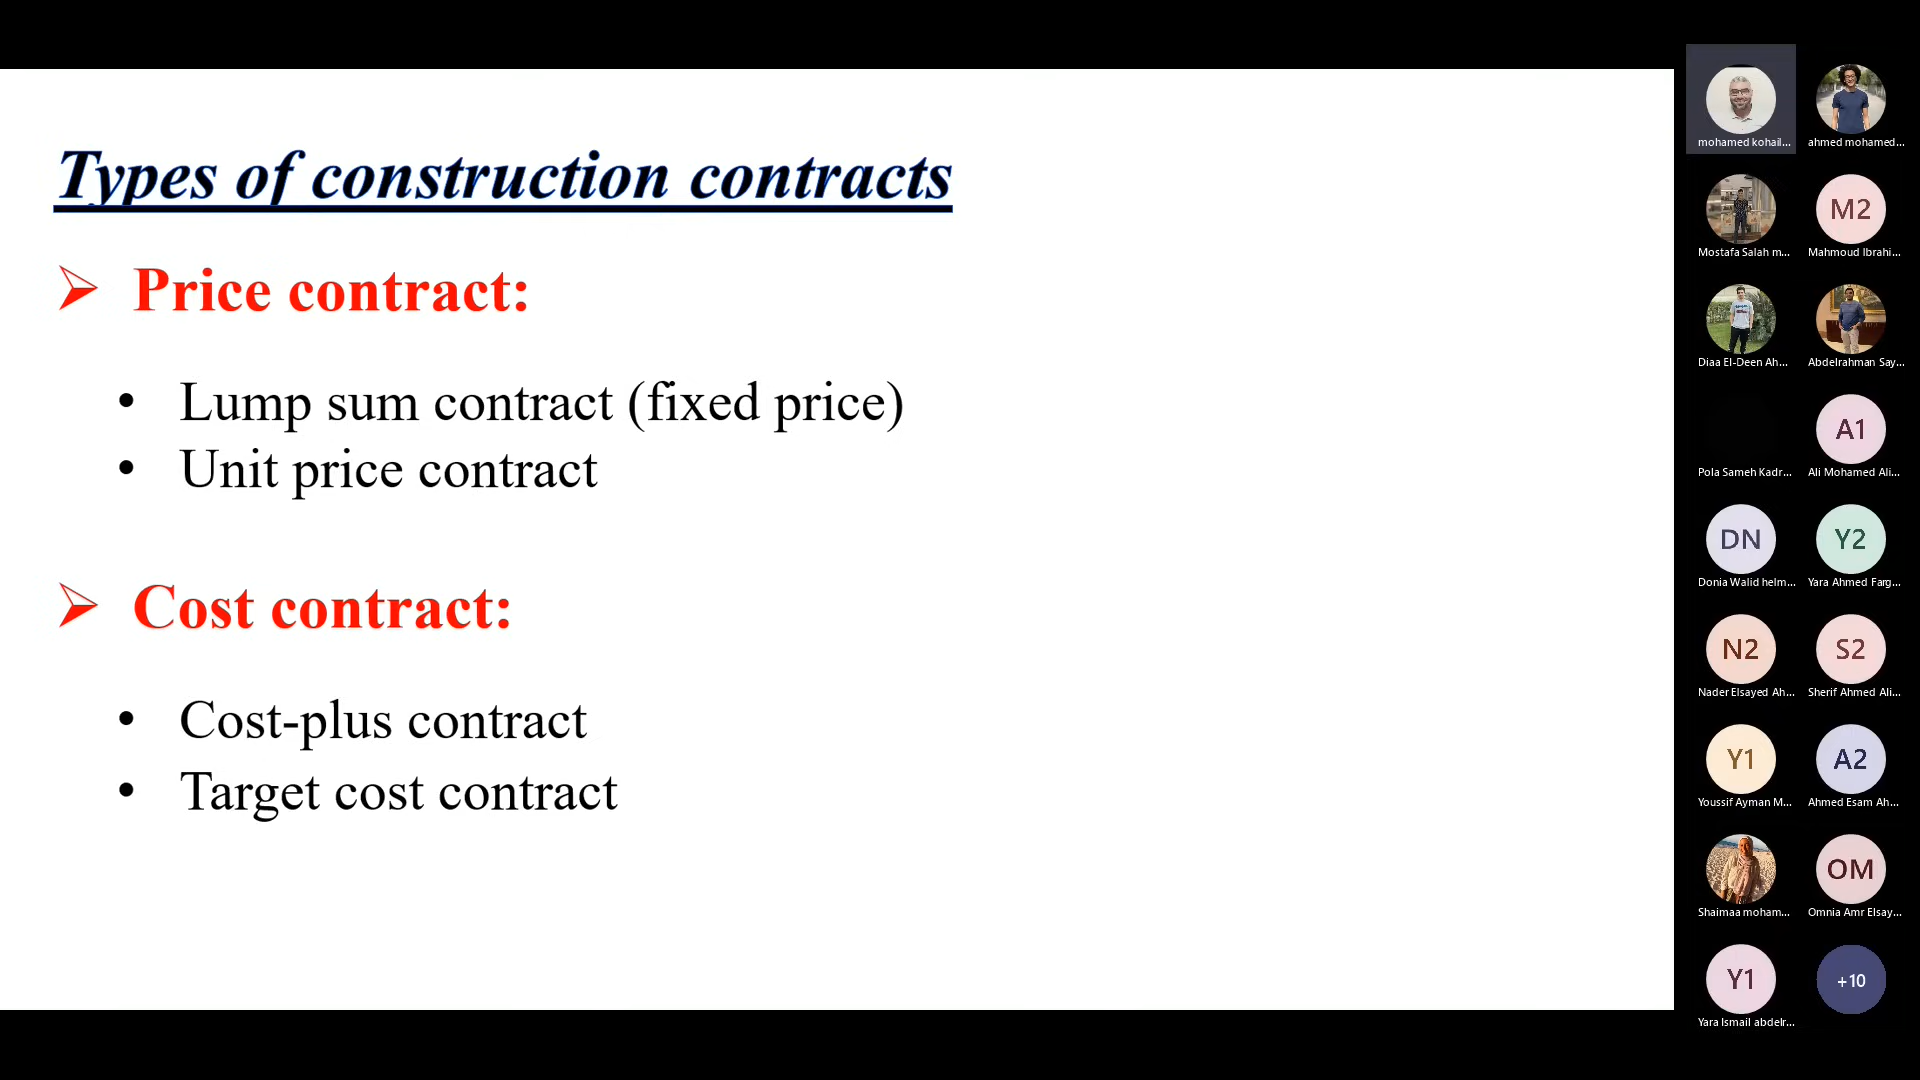 Types of construction contracts
➢ Price contract:
• Lump sum contract (fixed price)
• Unit price contract
➢ Cost contract:
• Cost-plus contract
• Target cost contract
mohamed kohail...
ahmed mohamed...
Mostafa Salah m...
M2
Mahmoud Ibrahi...
Diaa El-Deen Ah...
Abdelrahman Say...
Pola Sameh Kadr...
A1
Ali Mohamed Ali...
DN
Donia Walid helm...
Y2
Yara Ahmed Farg...
N2
Nader Elsayed Ah...
S2
Sherif Ahmed Ali...
Y1
Youssif Ayman M...
A2
Ahmed Esam Ah...
Shaimaa moham...
OM
Omnia Amr Elsay...
Y1
Yara Ismail abdelr...
+10